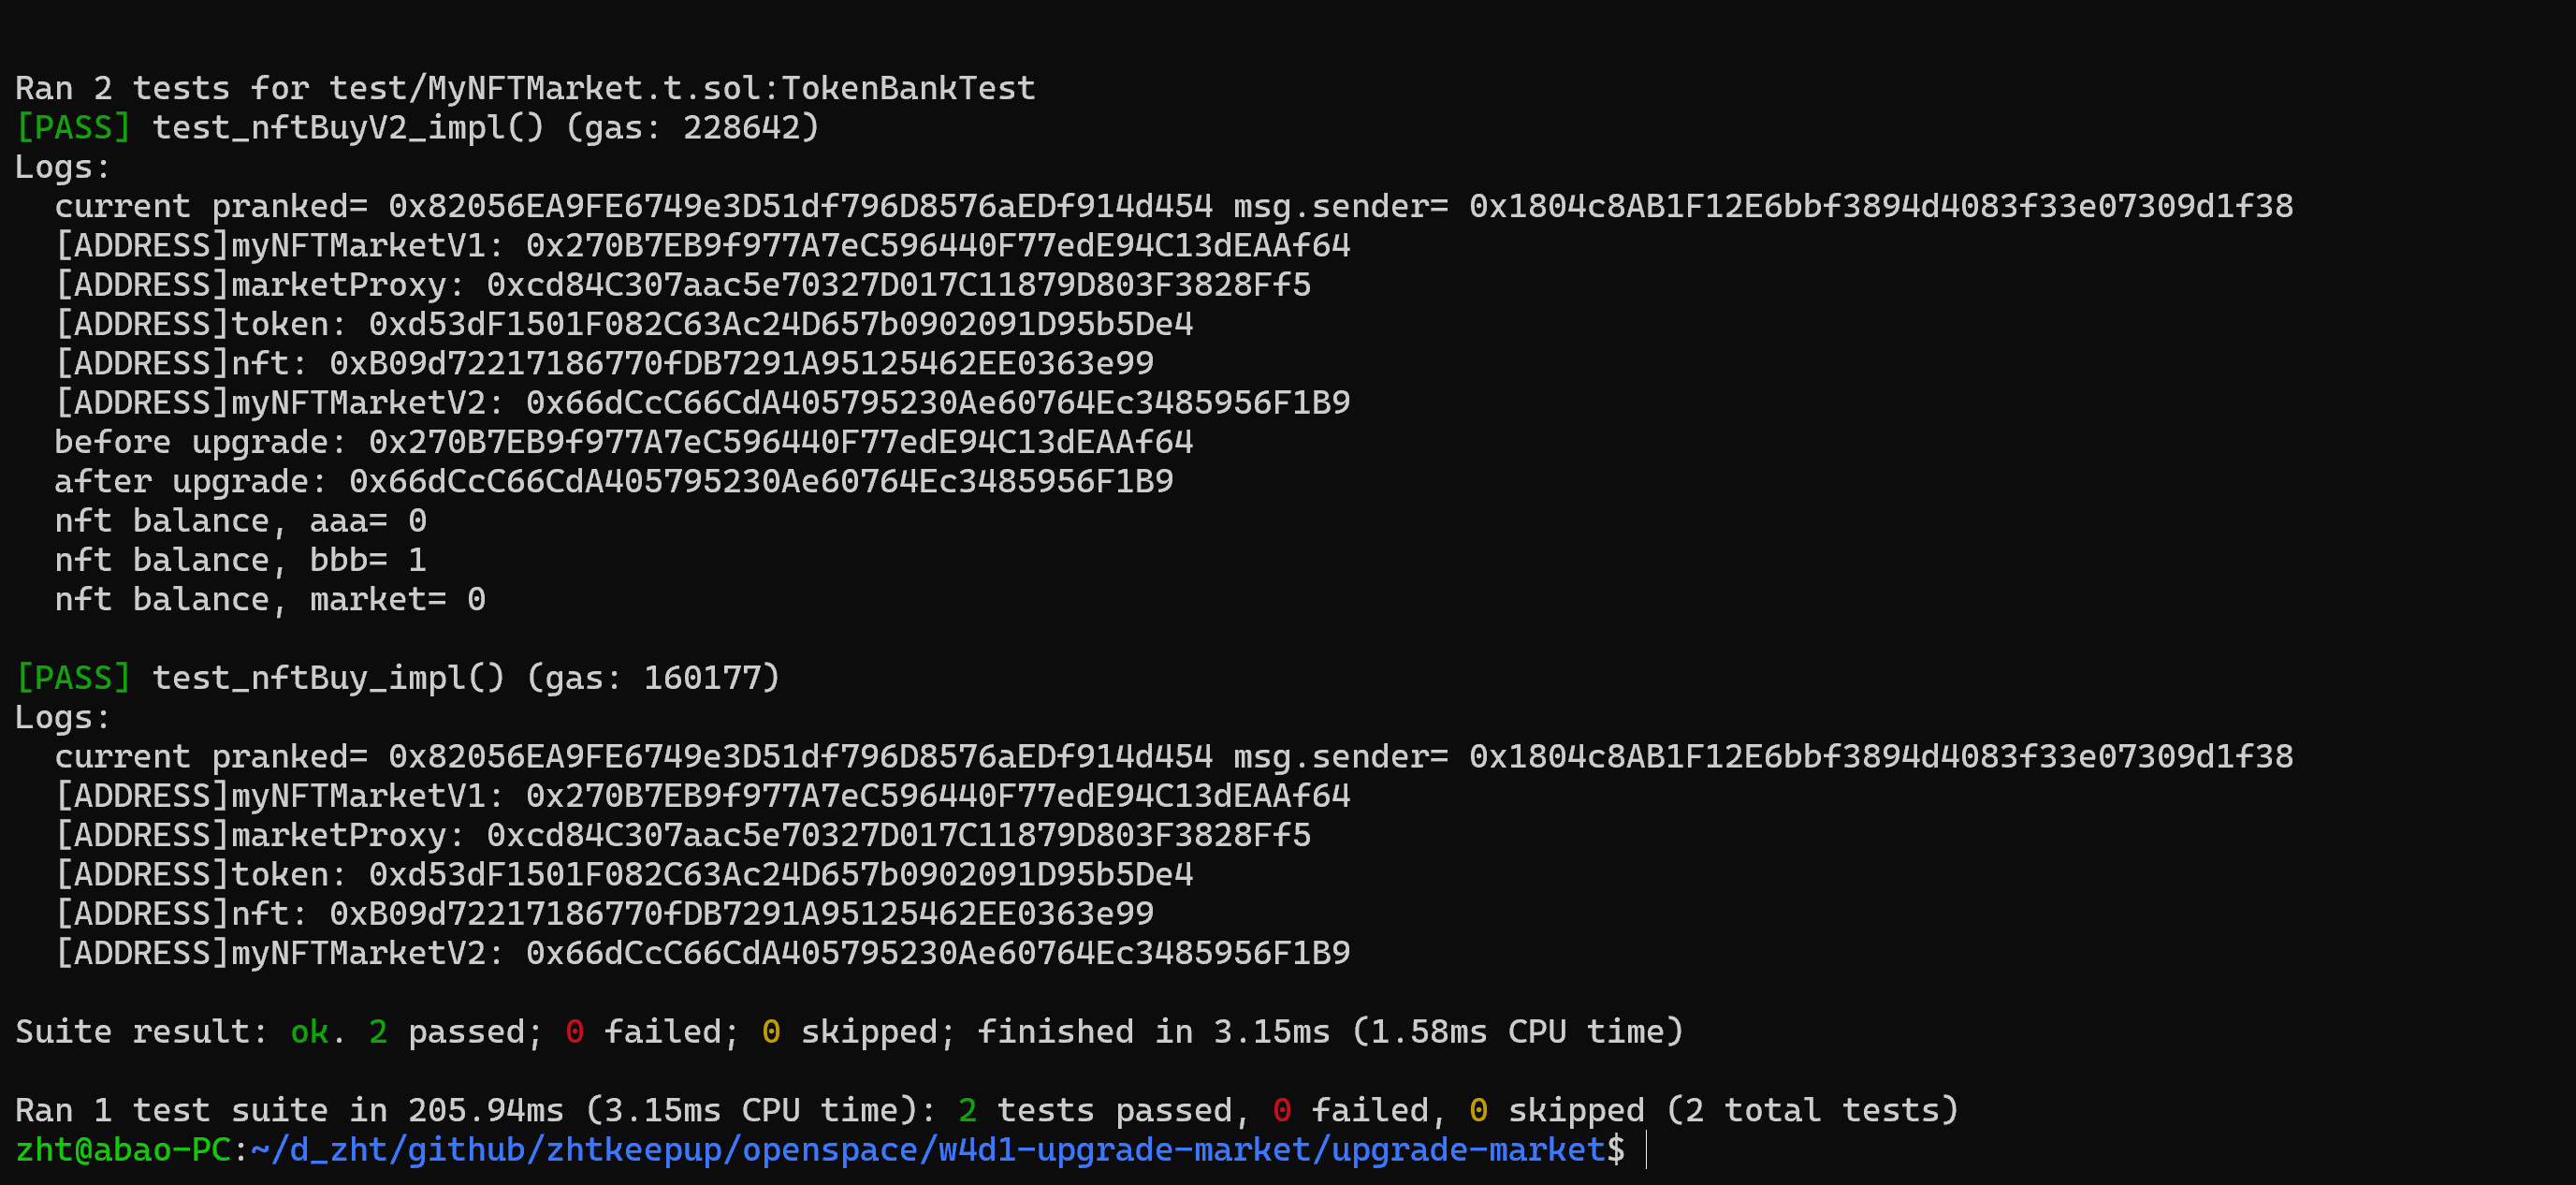 Ran 2 tests for test/MyNFTMarket.t.sol:TokenBankTest
[PASS] test_nftBuyV2_impl() (gas: 228642)
Logs:
  current pranked= 0x82056EA9FE6749e3D51df796D8576aEDf914d454 msg.sender= 0x1804c8AB1F12E6bbf3894d4083f33e07309d1f38
  [ADDRESS]myNFTMarketV1: 0x270B7EB9f977A7eC596440F77edE94C13dEAAf64
  [ADDRESS]marketProxy: 0xcd84C307aac5e70327D017C11879D803F3828Ff5
  [ADDRESS]token: 0xd53dF1501F082C63Ac24D657b0902091D95b5De4
  [ADDRESS]nft: 0xB09d72217186770fDB7291A95125462EE0363e99
  [ADDRESS]myNFTMarketV2: 0x66dCcC66CdA405795230Ae60764Ec3485956F1B9
  before upgrade: 0x270B7EB9f977A7eC596440F77edE94C13dEAAf64
  after upgrade: 0x66dCcC66CdA405795230Ae60764Ec3485956F1B9
  nft balance, aaa= 0
  nft balance, bbb= 1
  nft balance, market= 0

[PASS] test_nftBuy_impl() (gas: 160177)
Logs:
  current pranked= 0x82056EA9FE6749e3D51df796D8576aEDf914d454 msg.sender= 0x1804c8AB1F12E6bbf3894d4083f33e07309d1f38
  [ADDRESS]myNFTMarketV1: 0x270B7EB9f977A7eC596440F77edE94C13dEAAf64
  [ADDRESS]marketProxy: 0xcd84C307aac5e70327D017C11879D803F3828Ff5
  [ADDRESS]token: 0xd53dF1501F082C63Ac24D657b0902091D95b5De4
  [ADDRESS]nft: 0xB09d72217186770fDB7291A95125462EE0363e99
  [ADDRESS]myNFTMarketV2: 0x66dCcC66CdA405795230Ae60764Ec3485956F1B9

Suite result: ok. 2 passed; 0 failed; 0 skipped; finished in 3.15ms (1.58ms CPU time)

Ran 1 test suite in 205.94ms (3.15ms CPU time): 2 tests passed, 0 failed, 0 skipped (2 total tests)
zht@abao-PC:~/d_zht/github/zhtkeepup/openspace/w4d1-upgrade-market/upgrade-market$